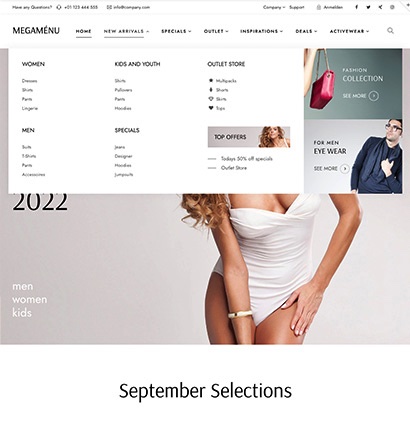 Have any Questions? +01 123 444 555 info@company.com Company Support Anmelden
MEGAMÉNU HOME NEW ARRIVALS SPECIALS OUTLET INSPIRATIONS DEALS ACTIVEWEAR
WOMEN
Dresses
Shirts
Pants
Lingerie
KIDS AND YOUTH
Shirts
Pullovers
Pants
Hoodies
OUTLET STORE
Multipacks
Shorts
Skirts
Tops
MEN
Suits
T-Shirts
Pants
Accessoires
SPECIALS
Jeans
Designer
Hoodies
Jumpsuits
TOP OFFERS
Todays 50% off specials
Outlet Store
FASHION
COLLECTION
SEE MORE
FOR MEN
EYE WEAR
SEE MORE
2022
men
women
kids
September Selections